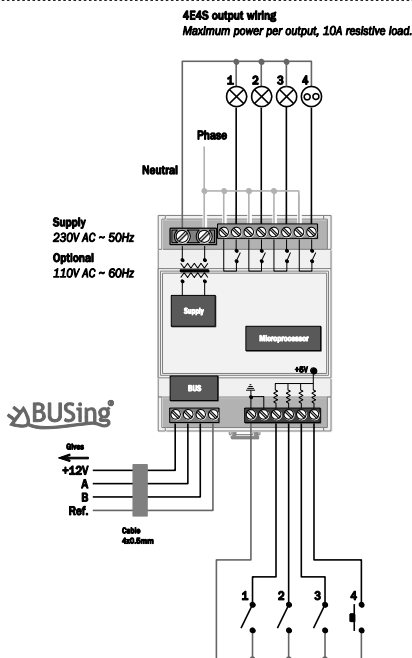 4E4S output wiring
Maximum power per output, 10A resistive load.
1 2 3 4
Phase
Neutral
Supply
230V AC ~ 50Hz
Optional
110V AC ~ 60Hz
Supply
Microprocessor
+5V
BUS
BUSing®
Gives
+12V
A
B
Ref.
Cable
4x0.5mm
1 2 3 4